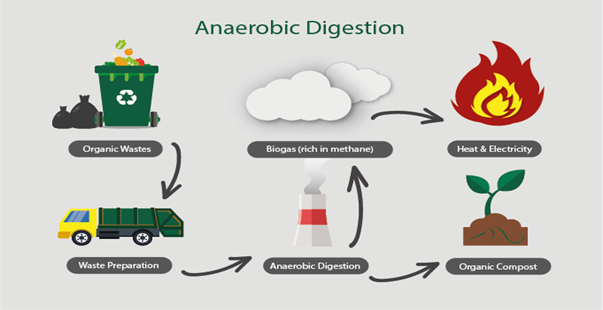 Anaerobic Digestion
Organic Wastes
Biogas (rich in methane)
Heat & Electricity
Waste Preparation
Anaerobic Digestion
Organic Compost